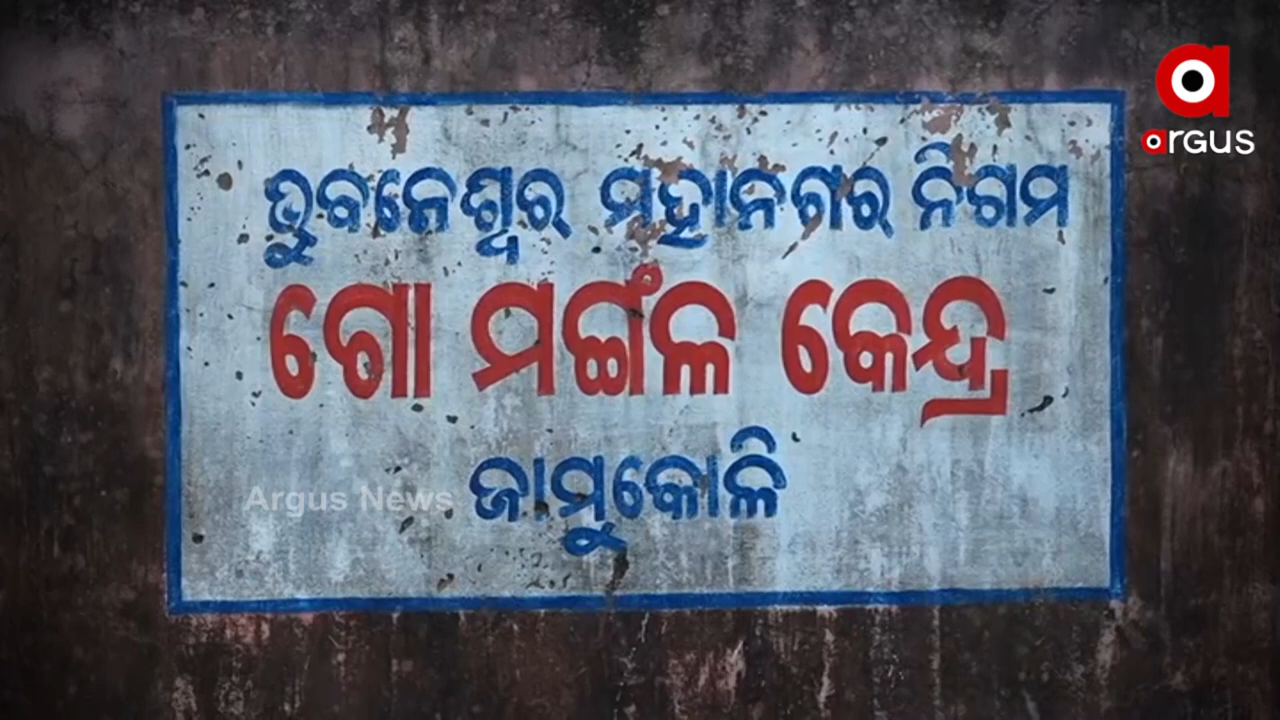 argus
ଭୁବନେଶ୍ୱର ମହାନଗର ନିଗମ
ଗୋ ମଙ୍ଗଳ କେନ୍ଦ୍ର
ଜାମୁକୋଳି
Argus News